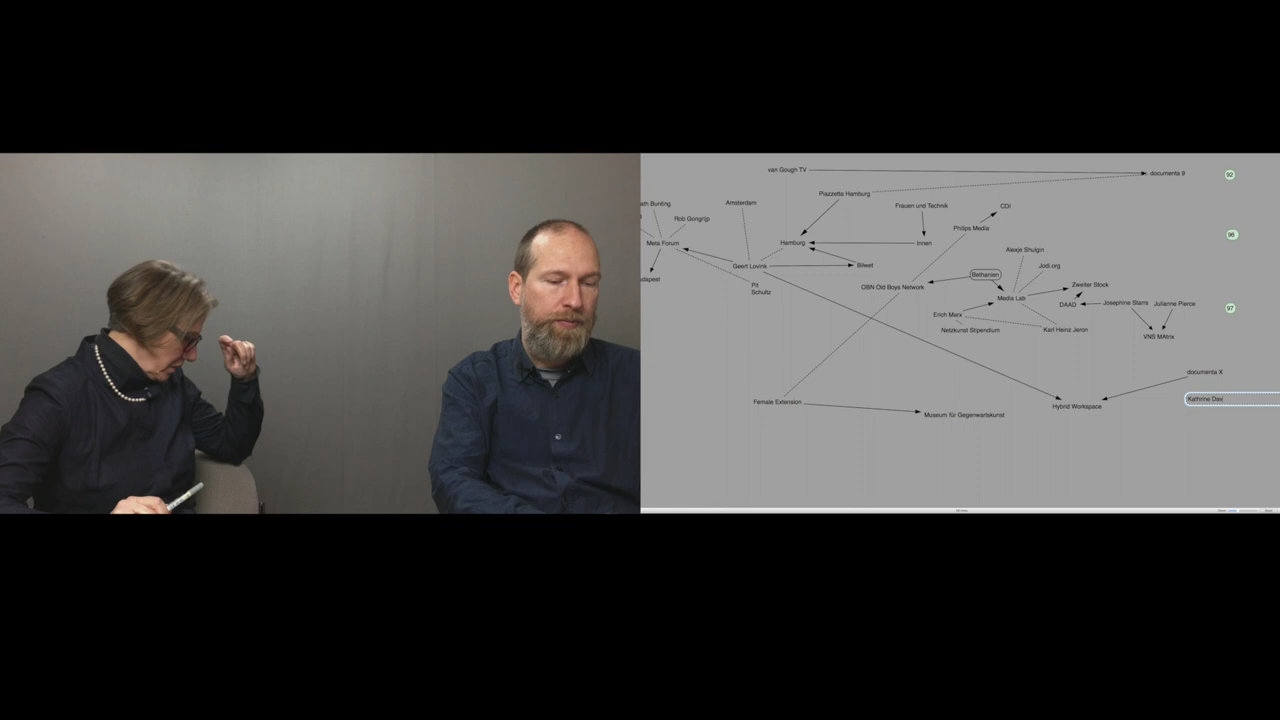 van Gough TV
documenta 9
92
Piazzetta Hamburg
ath Bunting
Amsterdam
Frauen und Technik
CDI
Rob Gongrijp
Philips Media
96
Meta Forum
Hamburg
Innen
Alexje Shulgin
Geert Lovink
Bilwet
Jodi.org
dapest
Bethanien
Pit
Schultz
OBN Old Boys Network
Zweiter Stock
Media Lab
DAAD
Josephine Starrs
Julianne Pierce
97
Erich Marx
Netzkunst Stipendium
Karl Heinz Jeron
VNS MAtrix
documenta X
Female Extension
Hybrid Workspace
Kathrine Dav
Museum für Gegenwartskunst